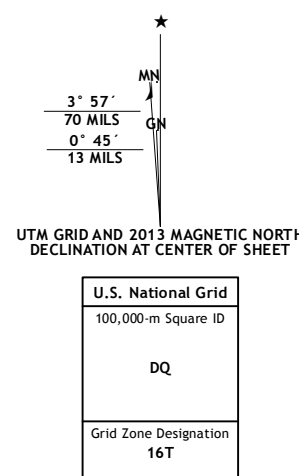 ★
MN
3° 57´
70 MILS
GN
0° 45´
13 MILS
UTM GRID AND 2013 MAGNETIC NORTH
DECLINATION AT CENTER OF SHEET
U.S. National Grid
100,000-m Square ID
DQ
Grid Zone Designation
16T